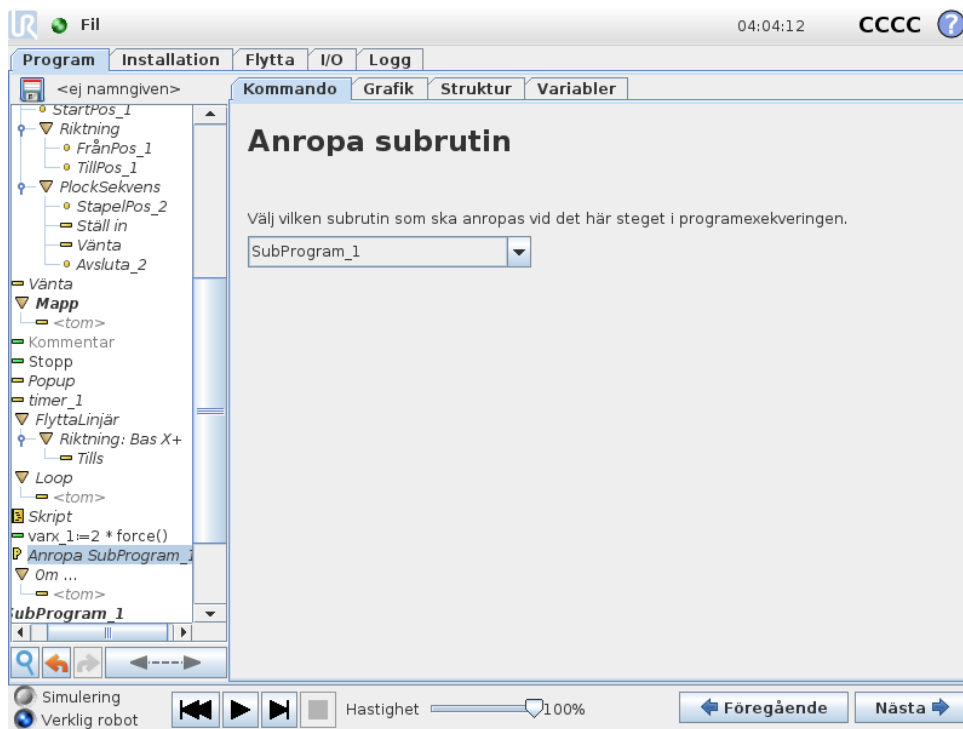 UR Fil 04:04:12 CCCC ?
Program Installation Flytta I/O Logg
<ej namngiven>
Kommando Grafik Struktur Variabler
StartPos_1
Riktning
FrånPos_1
TillPos_1
PlockSekvens
StapelPos_2
Ställ in
Vänta
Avsluta_2
Vänta
Mapp
<tom>
Kommentar
Stopp
Popup
timer_1
FlyttaLinjär
Riktning: Bas X+
Tills
Loop
<tom>
Skript
varx_1:=2 * force()
Anropa SubProgram_1
Om ...
<tom>
SubProgram_1
Anropa subrutin
Välj vilken subrutin som ska anropas vid det här steget i programexekveringen.
SubProgram_1
Simulering
Verklig robot
Hastighet 100%
Föregående Nästa